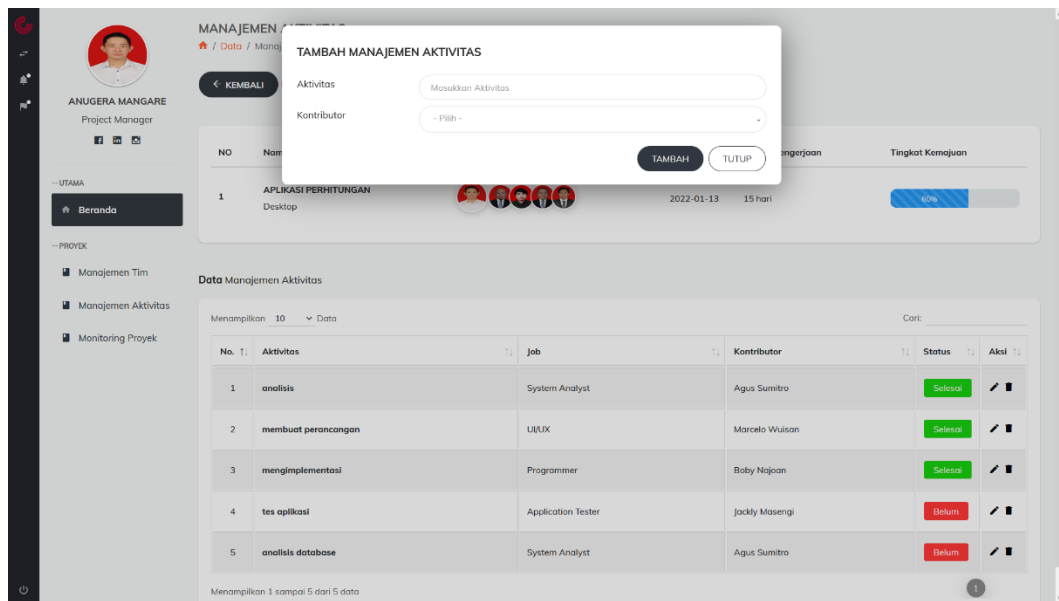 MANAJEMEN
/ Data / Manaj
KEMBALI
ANUGERA MANGARE
Project Manager
-- UTAMA
Beranda
-- PROYEK
Manajemen Tim
Manajemen Aktivitas
Monitoring Proyek
TAMBAH MANAJEMEN AKTIVITAS
Aktivitas
Masukkan Aktivitas
Kontributor
- Pilih -
TAMBAH TUTUP
NO Nam engerjaan Tingkat Kemajuan
1 APLIKASI PERHITUNGAN 2022-01-13 15 hari 60%
Desktop
Data Manajemen Aktivitas
Menampilkan 10 Data Cari:
No. Aktivitas Job Kontributor Status Aksi
1 analisis System Analyst Agus Sumitro Selesai
2 membuat perancangan UI/UX Marcelo Wuisan Selesai
3 mengimplementasi Programmer Boby Najoan Selesai
4 tes aplikasi Application Tester Jackly Masengi Belum
5 analisis database System Analyst Agus Sumitro Belum
Menampilkan 1 sampai 5 dari 5 data 1